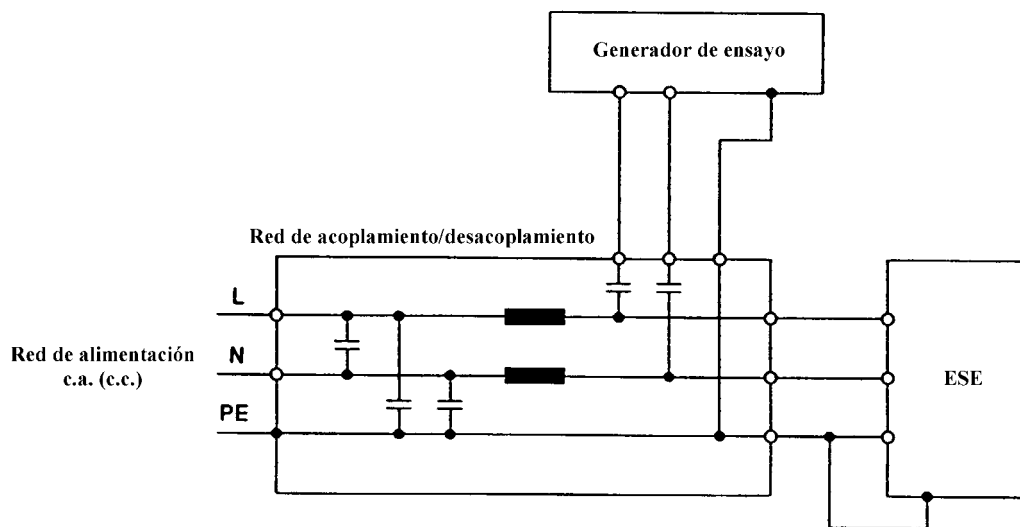 Generador de ensayo
Red de acoplamiento/desacoplamiento
L
Red de alimentación
c.a. (c.c.)
N
PE
ESE